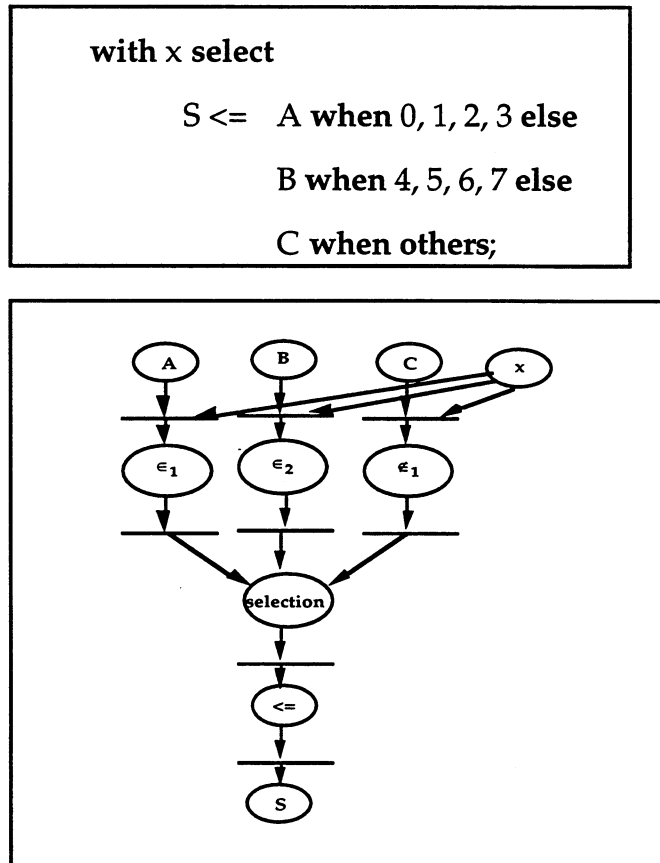 with x select
S <= A when 0, 1, 2, 3 else
B when 4, 5, 6, 7 else
C when others;
A B C x
∈1 ∈2 ∉1
selection
<=
S